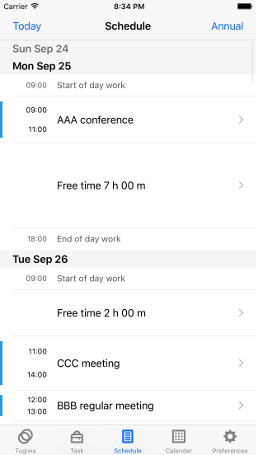 Carrier 8:34 PM
Today Schedule Annual
Sun Sep 24
Mon Sep 25
09:00 Start of day work
09:00
AAA conference
11:00
Free time 7 h 00 m
18:00 End of day work
Tue Sep 26
09:00 Start of day work
Free time 2 h 00 m
11:00
CCC meeting
14:00
12:00
BBB regular meeting
13:00
Tugiea Task Schedule Calendar Preferences